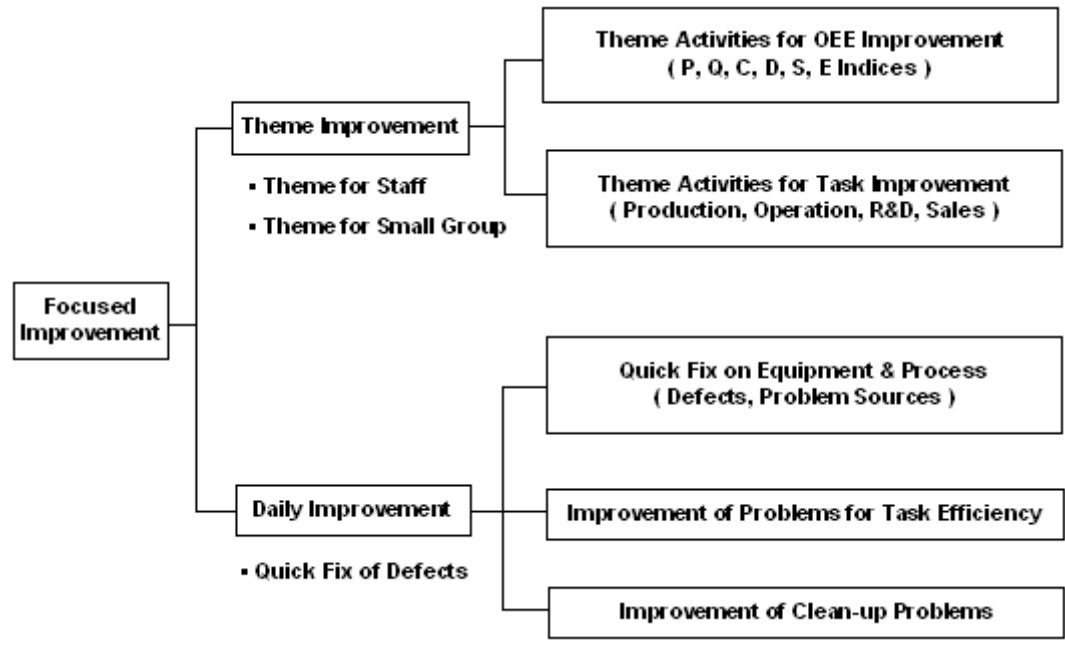 Focused
Improvement
Theme Improvement
▪ Theme for Staff
▪ Theme for Small Group
Theme Activities for OEE Improvement
( P, Q, C, D, S, E Indices )
Theme Activities for Task Improvement
( Production, Operation, R&D, Sales )
Daily Improvement
▪ Quick Fix of Defects
Quick Fix on Equipment & Process
( Defects, Problem Sources )
Improvement of Problems for Task Efficiency
Improvement of Clean-up Problems